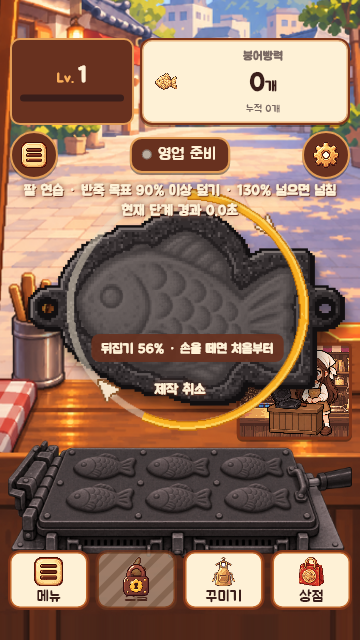 Lv.1
붕어빵력
0개
누적 0개
영업 준비
팥 연습 · 반죽 목표 90% 이상 덮기 · 130% 넘으면 넘침
현재 단계 경과 0.0초
뒤집기 56% · 손을 떼면 처음부터
제작 취소
메뉴
꾸미기
상점